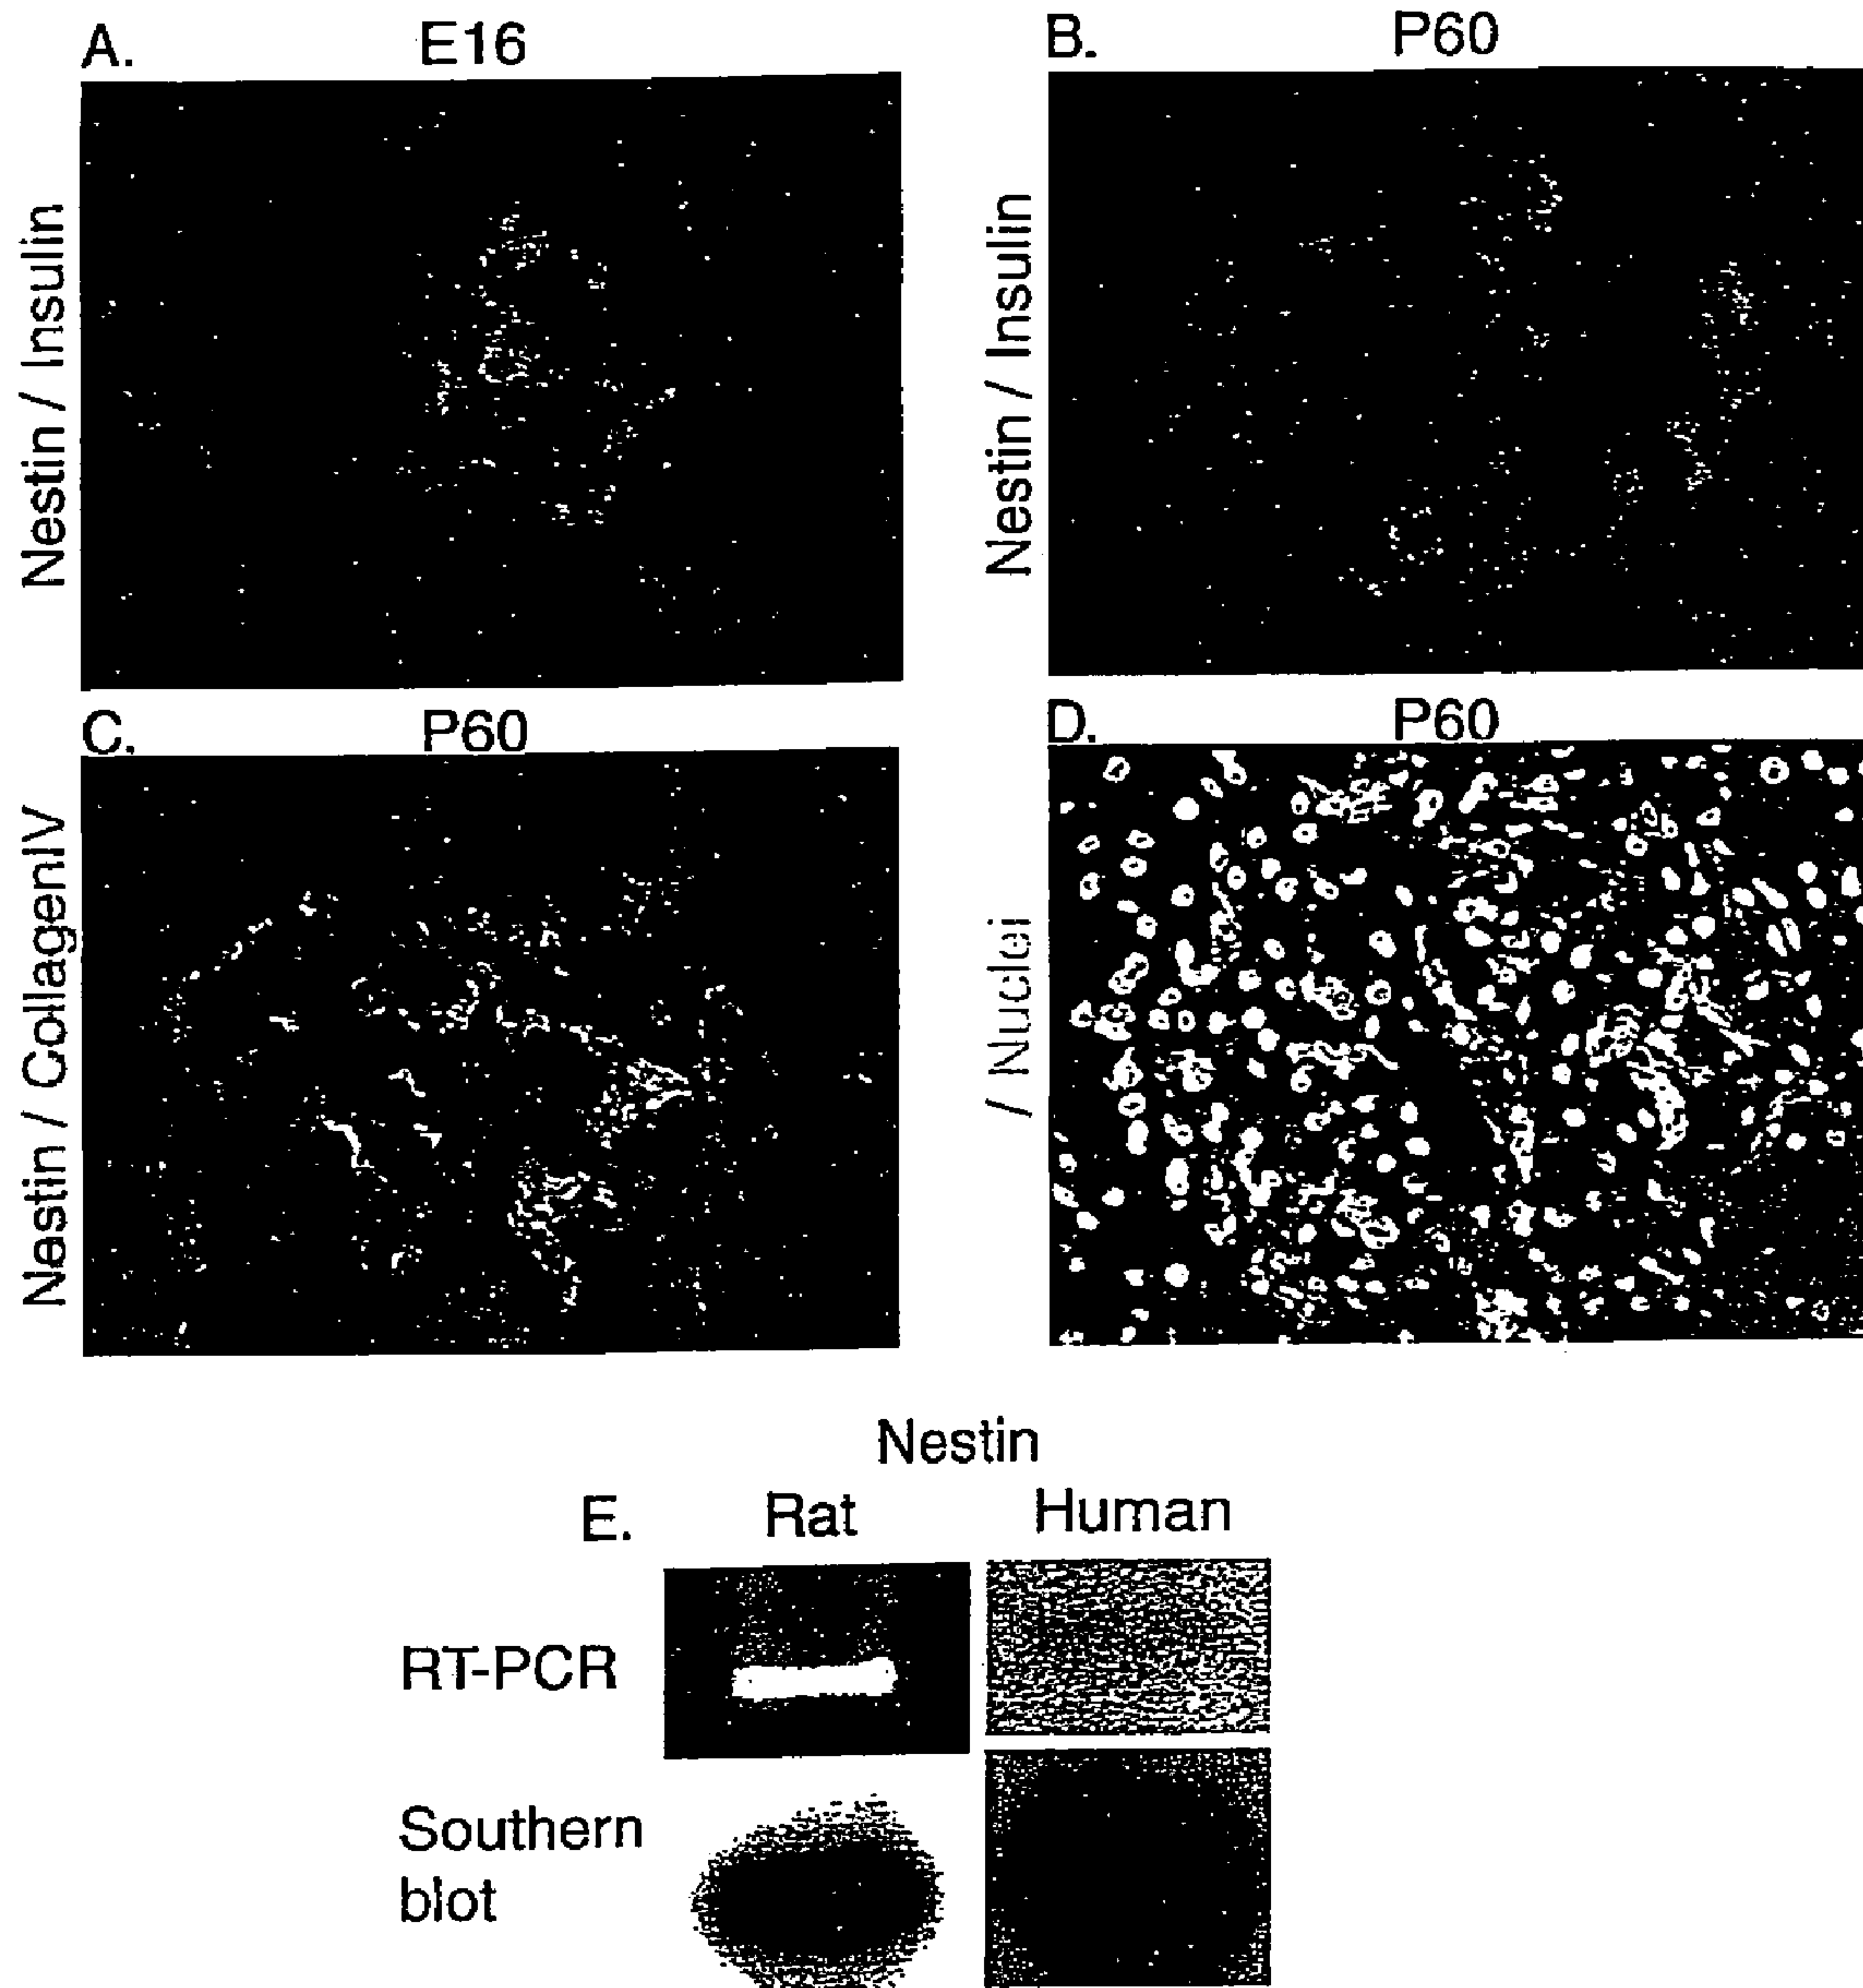 A.
E16
B.
P60
Nestin / Insulin
Nestin / Insulin
C.
P60
D.
P60
Nestin / CollagenIV
/ Nuclei
Nestin
E.
Rat
Human
RT-PCR
Southern
blot